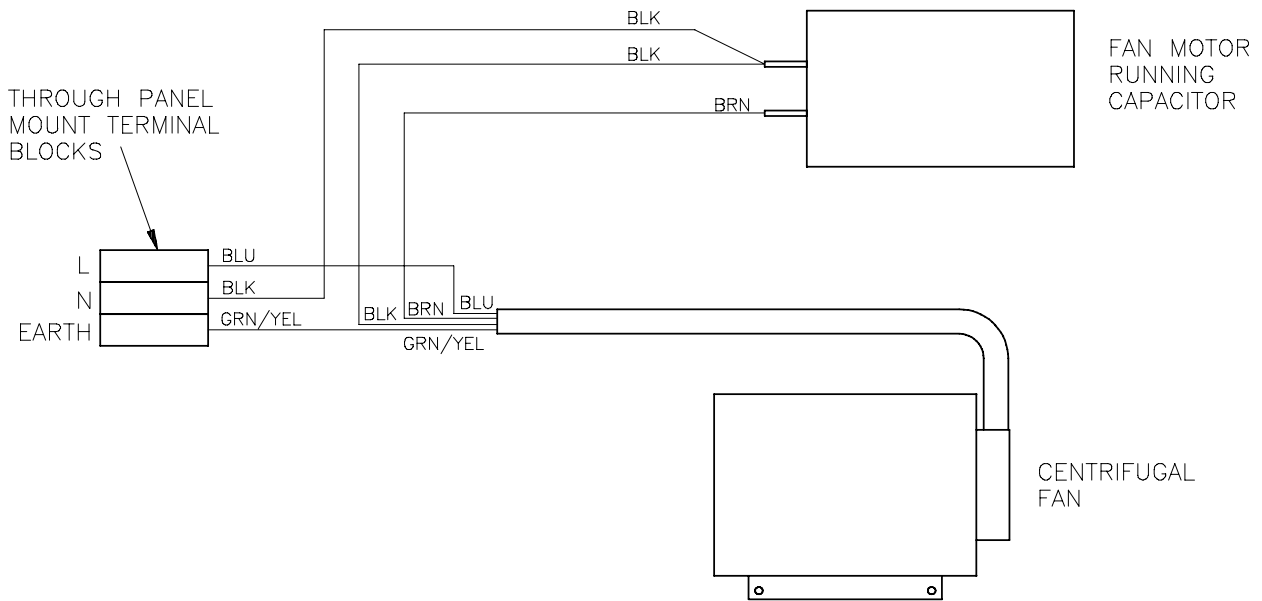 BLK
BLK
FAN MOTOR
RUNNING
CAPACITOR
BRN
THROUGH PANEL
MOUNT TERMINAL
BLOCKS
L
BLU
N
BLK
EARTH
GRN/YEL
BLK
BRN
BLU
GRN/YEL
CENTRIFUGAL
FAN